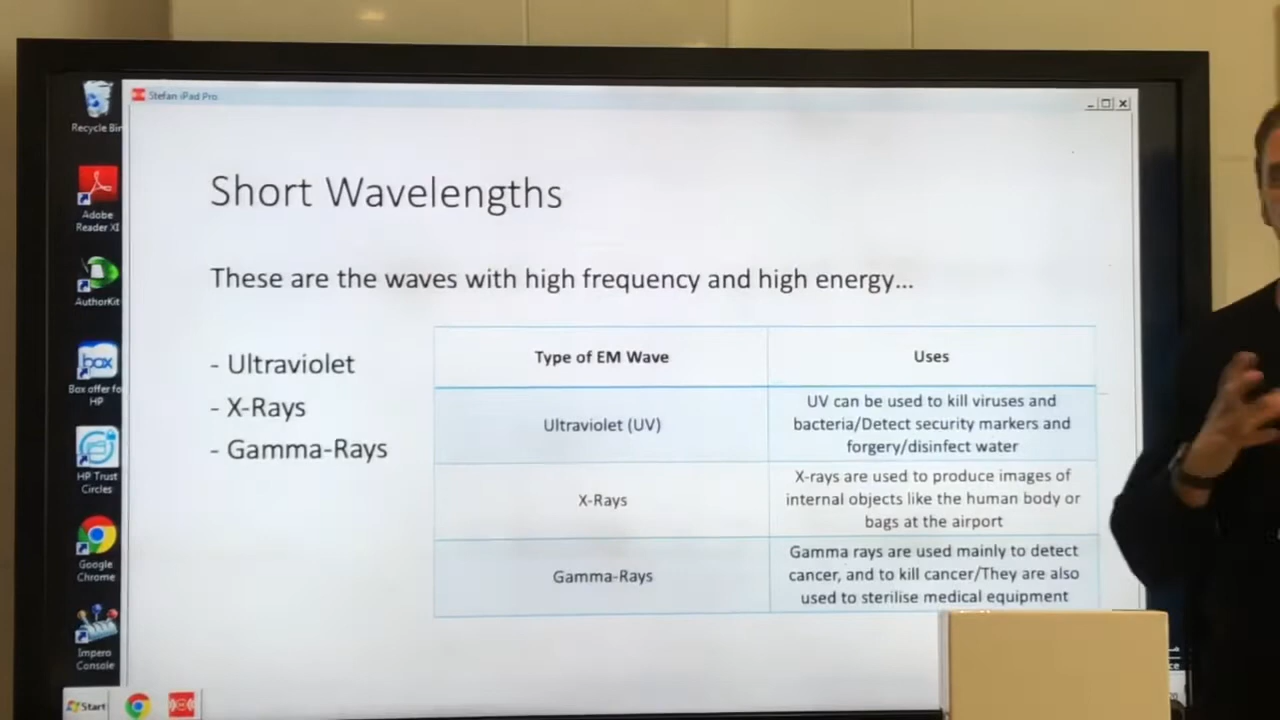 Stefan iPad Pro
Recycle Bin
Adobe
Reader XI
AuthorKit
box
Box offer for
HP
HP Trust
Circles
Google
Chrome
Impero
Console
Start
Short Wavelengths
These are the waves with high frequency and high energy...
- Ultraviolet
- X-Rays
- Gamma-Rays
Type of EM Wave
Uses
Ultraviolet (UV)
UV can be used to kill viruses and
bacteria/Detect security markers and
forgery/disinfect water
X-Rays
X-rays are used to produce images of
internal objects like the human body or
bags at the airport
Gamma-Rays
Gamma rays are used mainly to detect
cancer, and to kill cancer/They are also
used to sterilise medical equipment